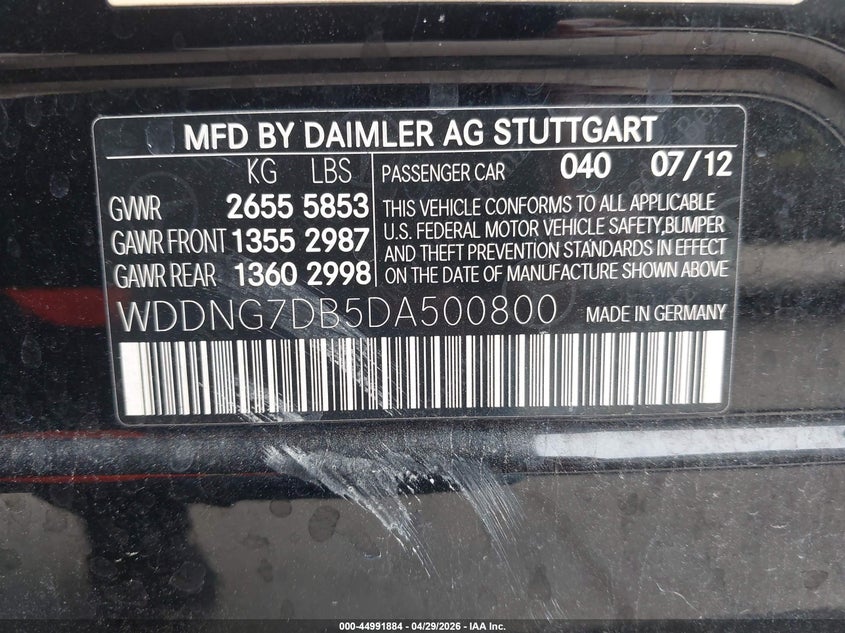 MFD BY DAIMLER AG STUTTGART
KG LBS
GVWR 2655 5853
GAWR FRONT 1355 2987
GAWR REAR 1360 2998
PASSENGER CAR 040 07/12
THIS VEHICLE CONFORMS TO ALL APPLICABLE
U.S. FEDERAL MOTOR VEHICLE SAFETY,BUMPER
AND THEFT PREVENTION STANDARDS IN EFFECT
ON THE DATE OF MANUFACTURE SHOWN ABOVE
WDDNG7DB5DA500800 MADE IN GERMANY
000-44991884 | 04/29/2026 - IAA Inc.